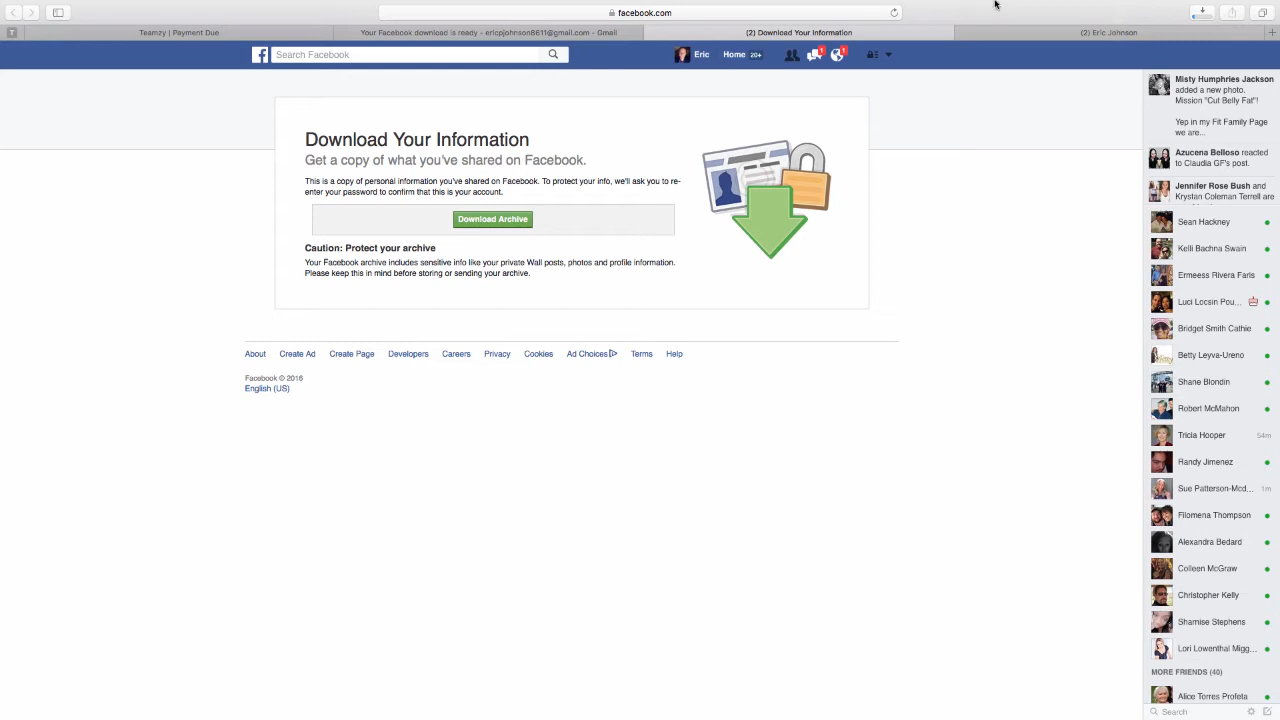 facebook.com
T
Teamzy | Payment Due
Your Facebook download is ready - ericpjohnson8611@gmail.com - Gmail
(2) Download Your Information
(2) Eric Johnson
Search Facebook
Eric
Home 20+
1
1
Download Your Information
Get a copy of what you've shared on Facebook.
This is a copy of personal information you've shared on Facebook. To protect your info, we'll ask you to re-
enter your password to confirm that this is your account.
Download Archive
Caution: Protect your archive
Your Facebook archive includes sensitive info like your private Wall posts, photos and profile information.
Please keep this in mind before storing or sending your archive.
About Create Ad Create Page Developers Careers Privacy Cookies Ad Choices Terms Help
Facebook © 2016
English (US)
Misty Humphries Jackson
added a new photo.
Mission "Cut Belly Fat"!
Yep in my Fit Family Page
we are...
Azucena Belloso reacted
to Claudia GF's post.
Jennifer Rose Bush and
Krysten Coleman Terrell are
Sean Hackney
Kelli Bachna Swain
Ermeess Rivera Faris
Luci Locsin Pou...
Bridget Smith Cathie
Betty Leyva-Ureno
Shane Blondin
Robert McMahon
Tricia Hooper 54m
Randy Jimenez
Sue Patterson-Mcd... 1m
Filomena Thompson
Alexandra Bedard
Colleen McGraw
Christopher Kelly
Sharnise Stephens
Lori Lowenthal Migg...
MORE FRIENDS (40)
Alice Torres Profeta
Search